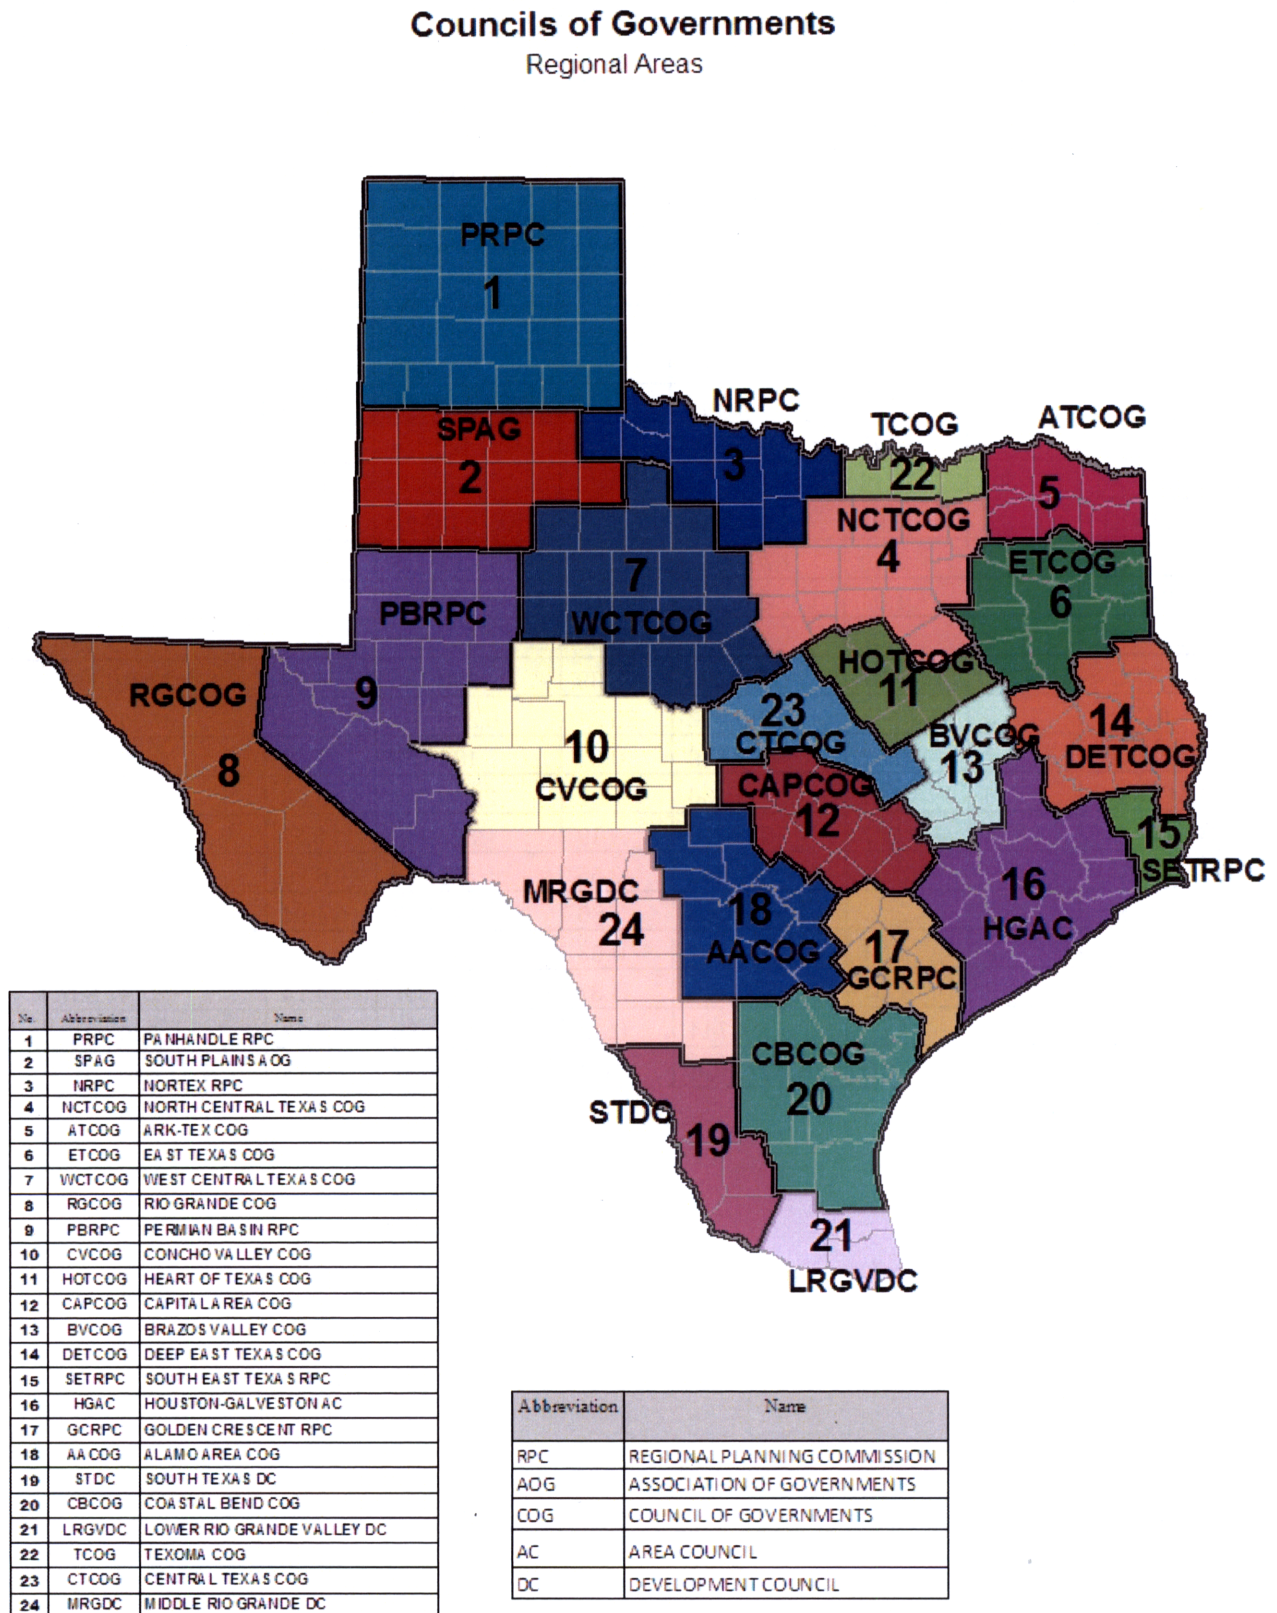 Councils of Governments
Regional Areas
PRPC
1
SPAG
2
NRPC
3
TCOG
22
ATCOG
5
NCTCOG
4
ETCOG
6
7
WCTCOG
PBRPC
9
RGCOG
8
HOTCOG
11
23
CTCOG
BVCOG
13
14
DETCOG
10
CVCOG
CAPCOG
12
15
SETRPC
16
HGAC
MRGDC
24
18
AACOG
17
GCRPC
CBCOG
20
STDC
19
21
LRGVDC
No. Abbreviation Name
1 PRPC PANHANDLE RPC
2 SPAG SOUTH PLAINS AOG
3 NRPC NORTEX RPC
4 NCTCOG NORTH CENTRAL TEXAS COG
5 ATCOG ARK-TEX COG
6 ETCOG EAST TEXAS COG
7 WCTCOG WEST CENTRAL TEXAS COG
8 RGCOG RIO GRANDE COG
9 PBRPC PERMIAN BASIN RPC
10 CVCOG CONCHO VALLEY COG
11 HOTCOG HEART OF TEXAS COG
12 CAPCOG CAPITAL AREA COG
13 BVCOG BRAZOS VALLEY COG
14 DETCOG DEEP EAST TEXAS COG
15 SETRPC SOUTH EAST TEXAS RPC
16 HGAC HOUSTON-GALVESTON AC
17 GCRPC GOLDEN CRESCENT RPC
18 AACOG ALAMO AREA COG
19 STDC SOUTH TEXAS DC
20 CBCOG COASTAL BEND COG
21 LRGVDC LOWER RIO GRANDE VALLEY DC
22 TCOG TEXOMA COG
23 CTCOG CENTRAL TEXAS COG
24 MRGDC MIDDLE RIO GRANDE DC
Abbreviation Name
RPC REGIONAL PLANNING COMMISSION
AOG ASSOCIATION OF GOVERNMENTS
COG COUNCIL OF GOVERNMENTS
AC AREA COUNCIL
DC DEVELOPMENT COUNCIL